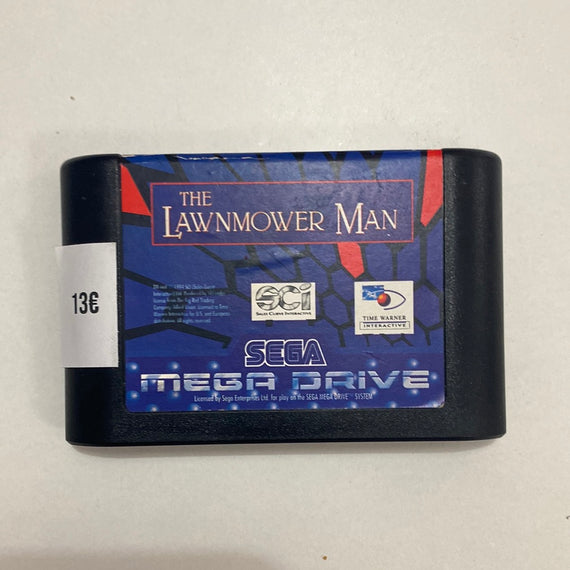 THE
LAWNMOWER MAN
13€
SCi
SALES CURVE INTERACTIVE
TIME WARNER
INTERACTIVE
SEGA
MEGA DRIVE
Licensed by Sega Enterprises Ltd. for play on the SEGA MEGA DRIVE SYSTEM